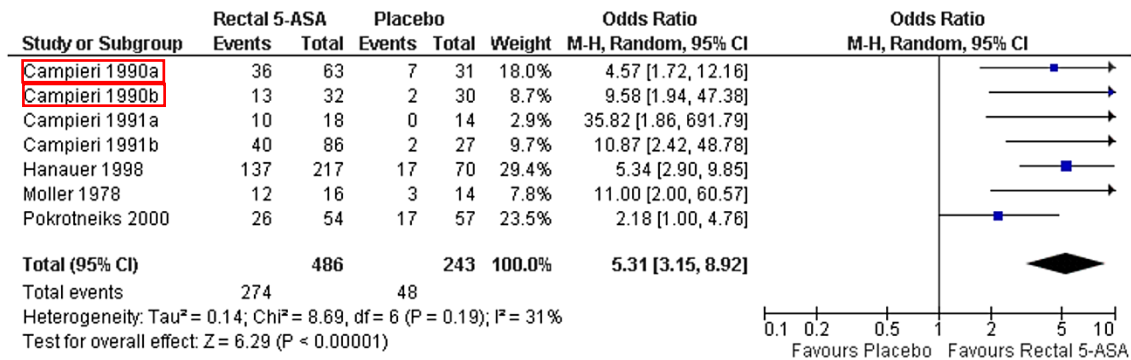 Rectal 5-ASA Placebo Odds Ratio Odds Ratio
Study or Subgroup Events Total Events Total Weight M-H, Random, 95% CI M-H, Random, 95% CI
Campieri 1990a 36 63 7 31 18.0% 4.57 [1.72, 12.16]
Campieri 1990b 13 32 2 30 8.7% 9.58 [1.94, 47.38]
Campieri 1991a 10 18 0 14 2.9% 35.82 [1.86, 691.79]
Campieri 1991b 40 86 2 27 9.7% 10.87 [2.42, 48.78]
Hanauer 1998 137 217 17 70 29.4% 5.34 [2.90, 9.85]
Moller 1978 12 16 3 14 7.8% 11.00 [2.00, 60.57]
Pokrotneiks 2000 26 54 17 57 23.5% 2.18 [1.00, 4.76]
Total (95% CI) 486 243 100.0% 5.31 [3.15, 8.92]
Total events 274 48
Heterogeneity: Tau² = 0.14; Chi² = 8.69, df = 6 (P = 0.19); I² = 31%
Test for overall effect: Z = 6.29 (P < 0.00001)
0.1 0.2 0.5 1 2 5 10
Favours Placebo Favours Rectal 5-ASA